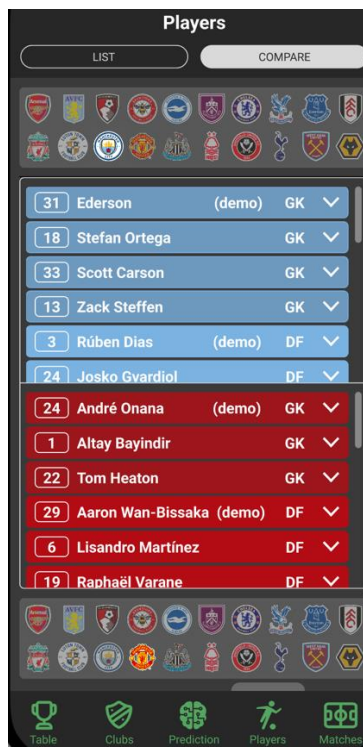 Players
LIST COMPARE
31 Ederson (demo) GK
18 Stefan Ortega GK
33 Scott Carson GK
13 Zack Steffen GK
3 Rúben Dias (demo) DF
24 Josko Gvardiol DF
24 André Onana (demo) GK
1 Altay Bayindir GK
22 Tom Heaton GK
29 Aaron Wan-Bissaka (demo) DF
6 Lisandro Martínez DF
19 Raphaël Varane DF
Table Clubs Prediction Players Matches